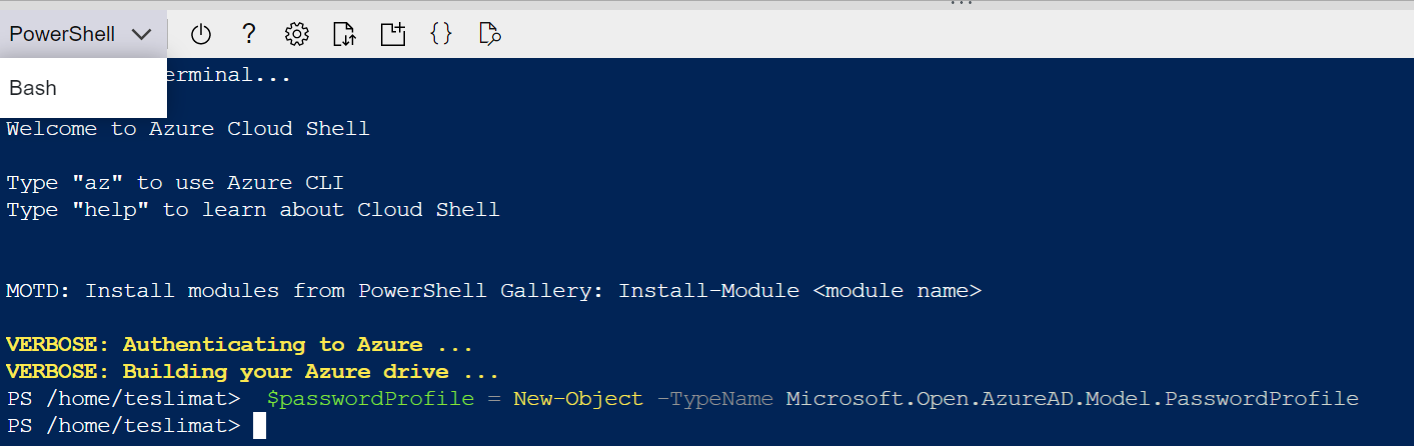 PowerShell
Bash
erminal...
Welcome to Azure Cloud Shell
Type "az" to use Azure CLI
Type "help" to learn about Cloud Shell
MOTD: Install modules from PowerShell Gallery: Install-Module <module name>
VERBOSE: Authenticating to Azure ...
VERBOSE: Building your Azure drive ...
PS /home/teslimat>  $passwordProfile = New-Object -TypeName Microsoft.Open.AzureAD.Model.PasswordProfile
PS /home/teslimat>